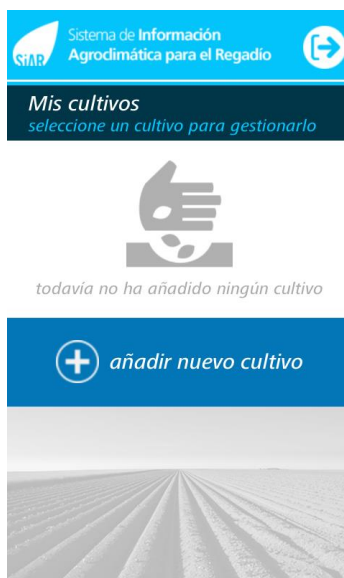 SiAR
Sistema de Información
Agroclimática para el Regadío
Mis cultivos
seleccione un cultivo para gestionarlo
todavía no ha añadido ningún cultivo
añadir nuevo cultivo